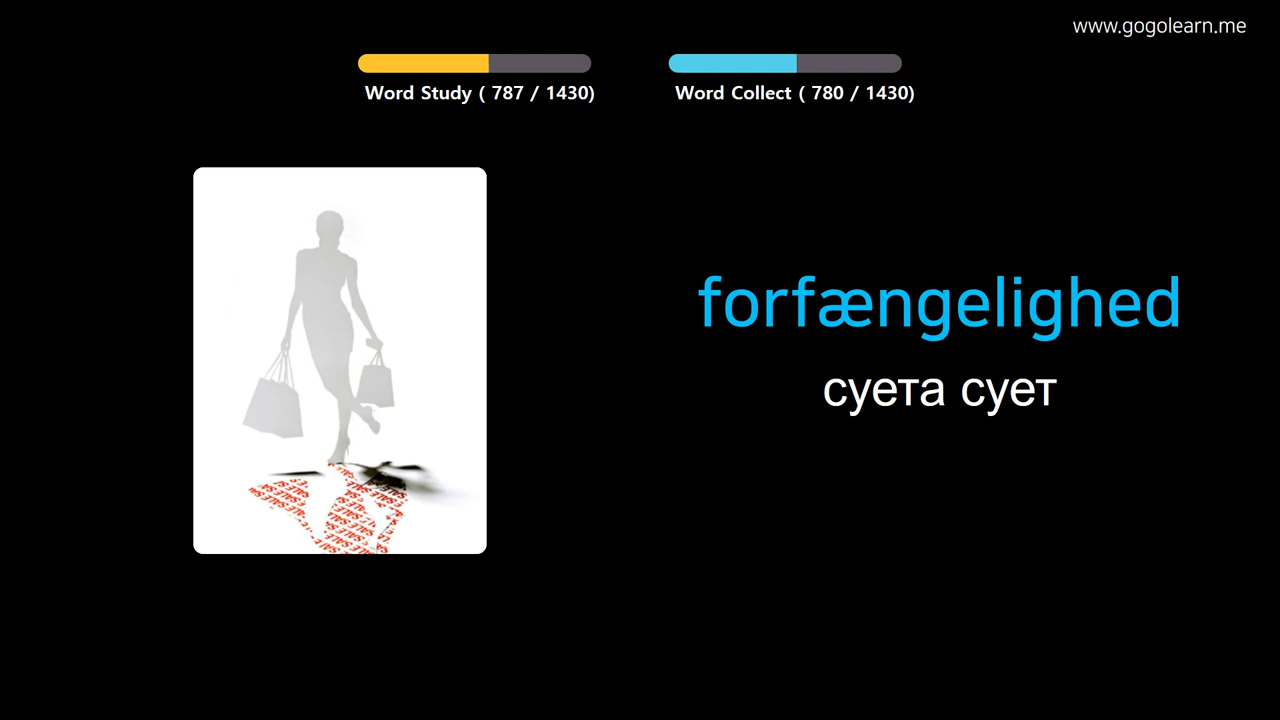 www.gogolearn.me
Word Study ( 787 / 1430)
Word Collect ( 780 / 1430)
forfængelighed
суета сует